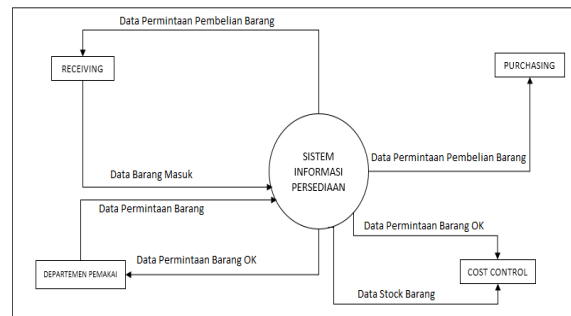 Data Permintaan Pembelian Barang
RECEIVING
PURCHASING
SISTEM
INFORMASI
PERSEDIAAN
Data Permintaan Pembelian Barang
Data Barang Masuk
Data Permintaan Barang
Data Permintaan Barang OK
Data Permintaan Barang OK
DEPARTEMEN PEMAKAI
COST CONTROL
Data Stock Barang